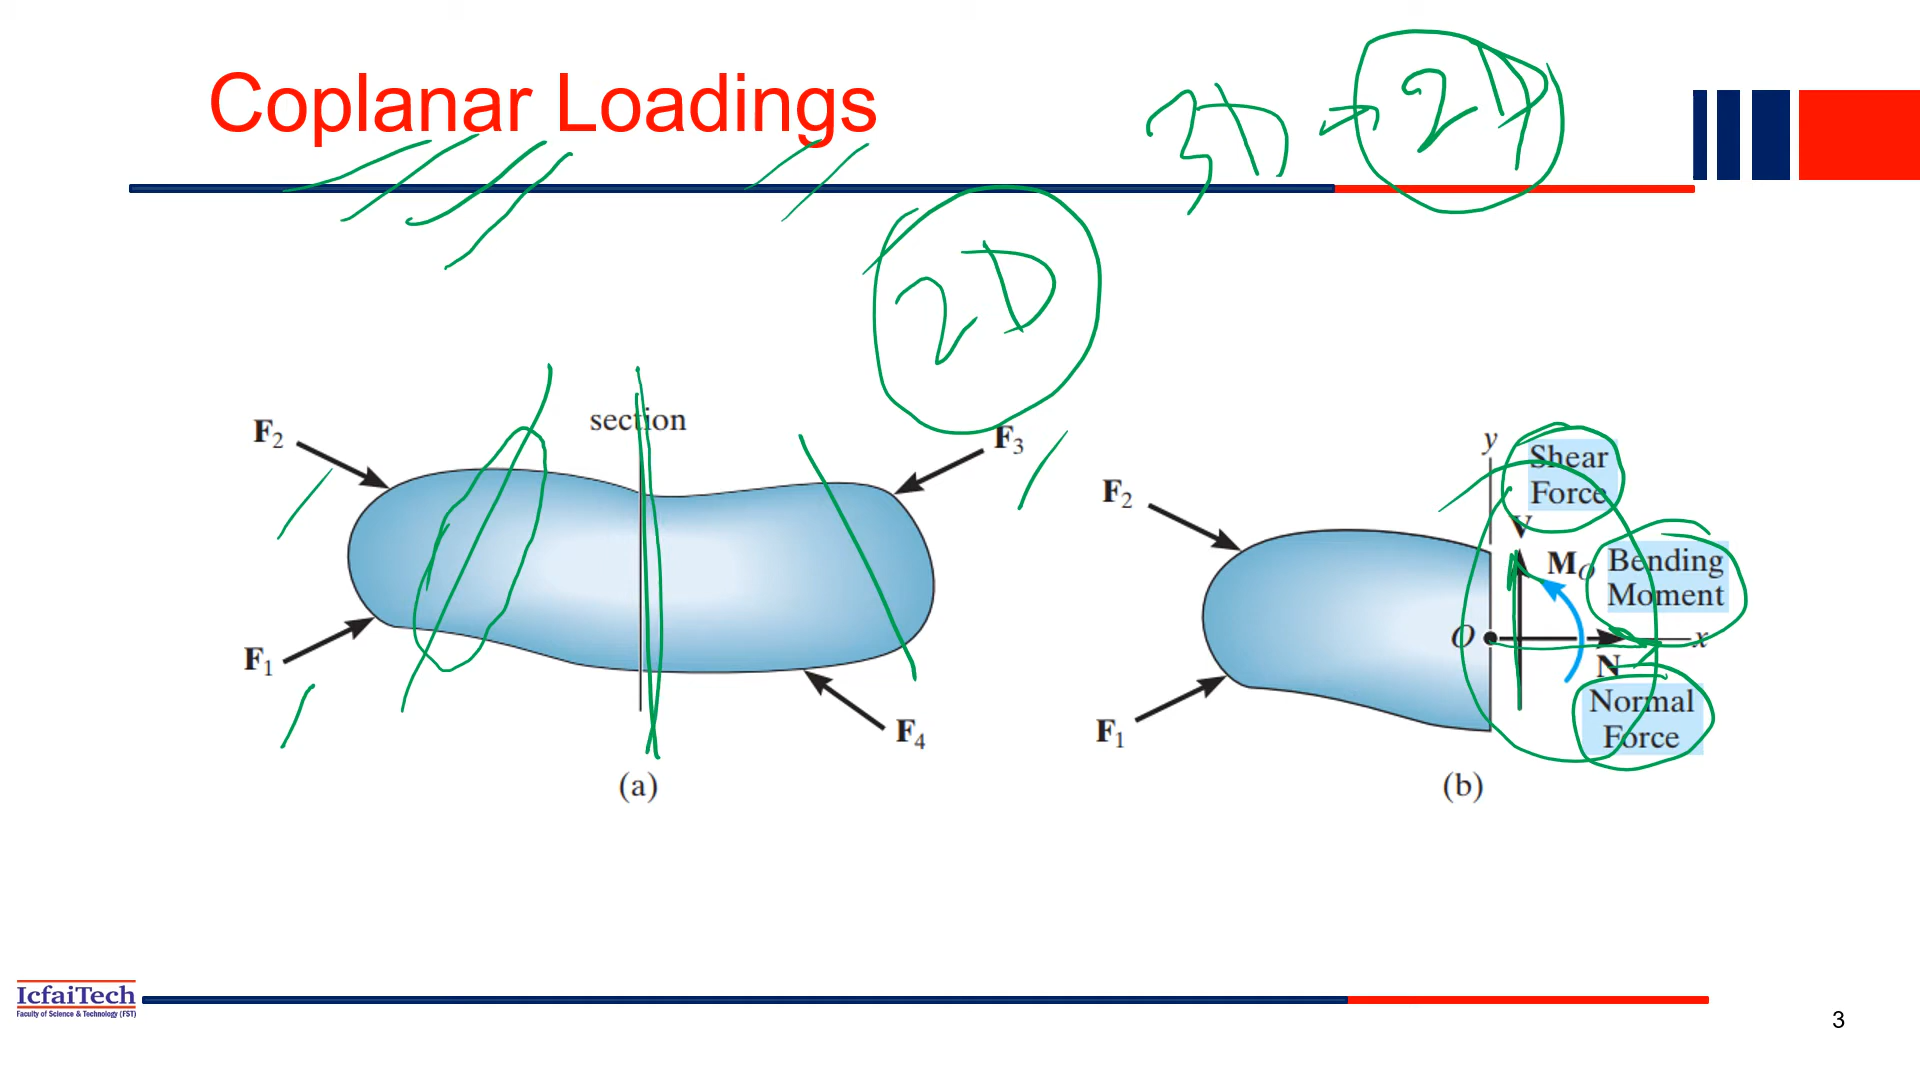 Coplanar Loadings
3D → 2D
2D
section
F2
F3
F1
F4
(a)
y
Shear
Force
F2
V
MO
Bending
Moment
O
x
N
F1
Normal
Force
(b)
IcfaiTech
Faculty of Science & Technology (FST)
3